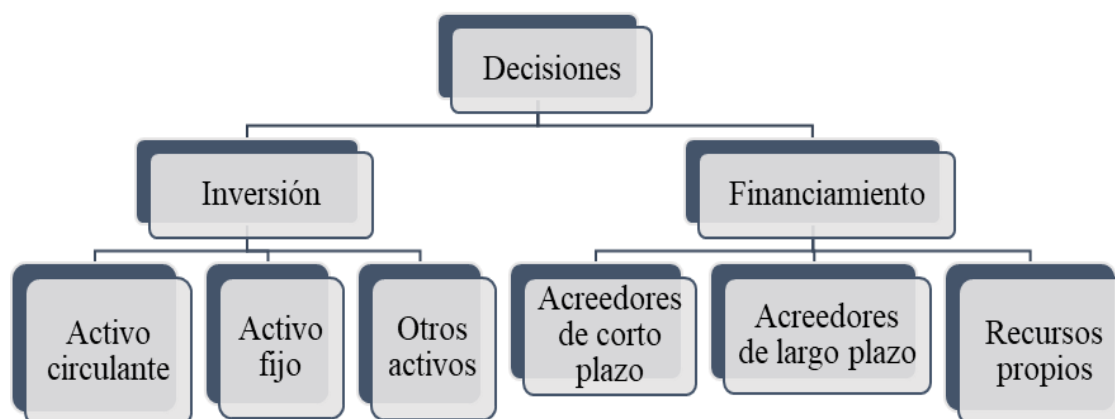 Decisiones
Inversión
Financiamiento
Activo
circulante
Activo
fijo
Otros
activos
Acreedores
de corto
plazo
Acreedores
de largo plazo
Recursos
propios